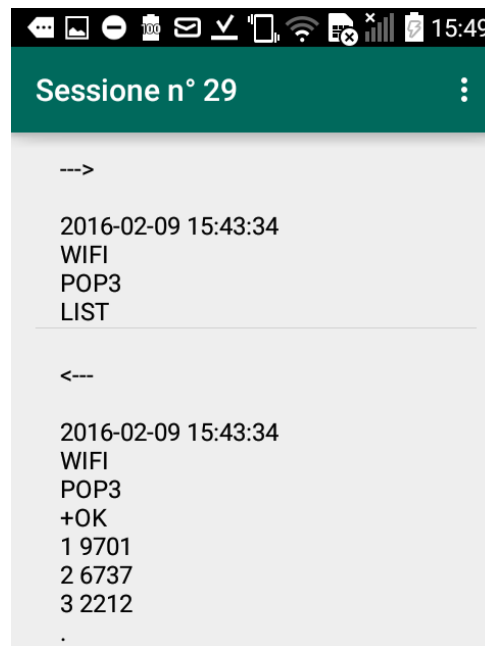 100
15:49
Sessione n° 29
--->
2016-02-09 15:43:34
WIFI
POP3
LIST
<---
2016-02-09 15:43:34
WIFI
POP3
+OK
1 9701
2 6737
3 2212
.